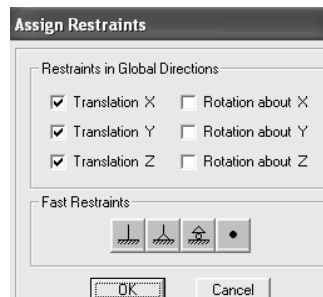 Assign Restraints
Restraints in Global Directions
Translation X Rotation about X
Translation Y Rotation about Y
Translation Z Rotation about Z
Fast Restraints
OK Cancel